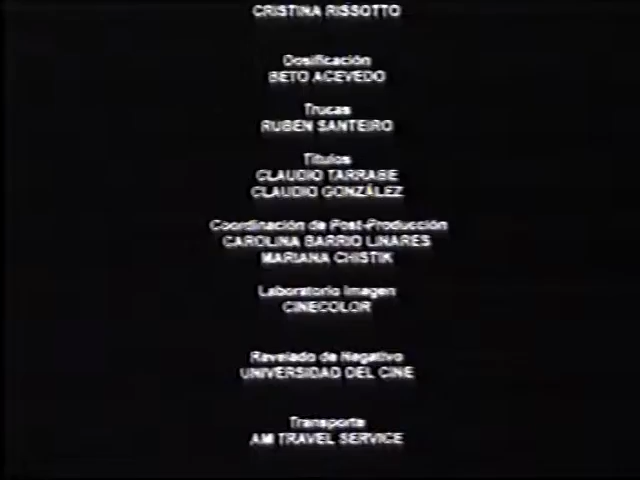 CRISTINA RISSOTTO
Dosificación
BETO ACEVEDO
Trucas
RUBEN SANTEIRO
Títulos
CLAUDIO TARRABE
CLAUDIO GONZÁLEZ
Coordinación de Post-Producción
CAROLINA BARRIO LINARES
MARIANA CHISTIK
Laboratorio Imagen
CINECOLOR
Revelado de Negativo
UNIVERSIDAD DEL CINE
Transporte
AM TRAVEL SERVICE